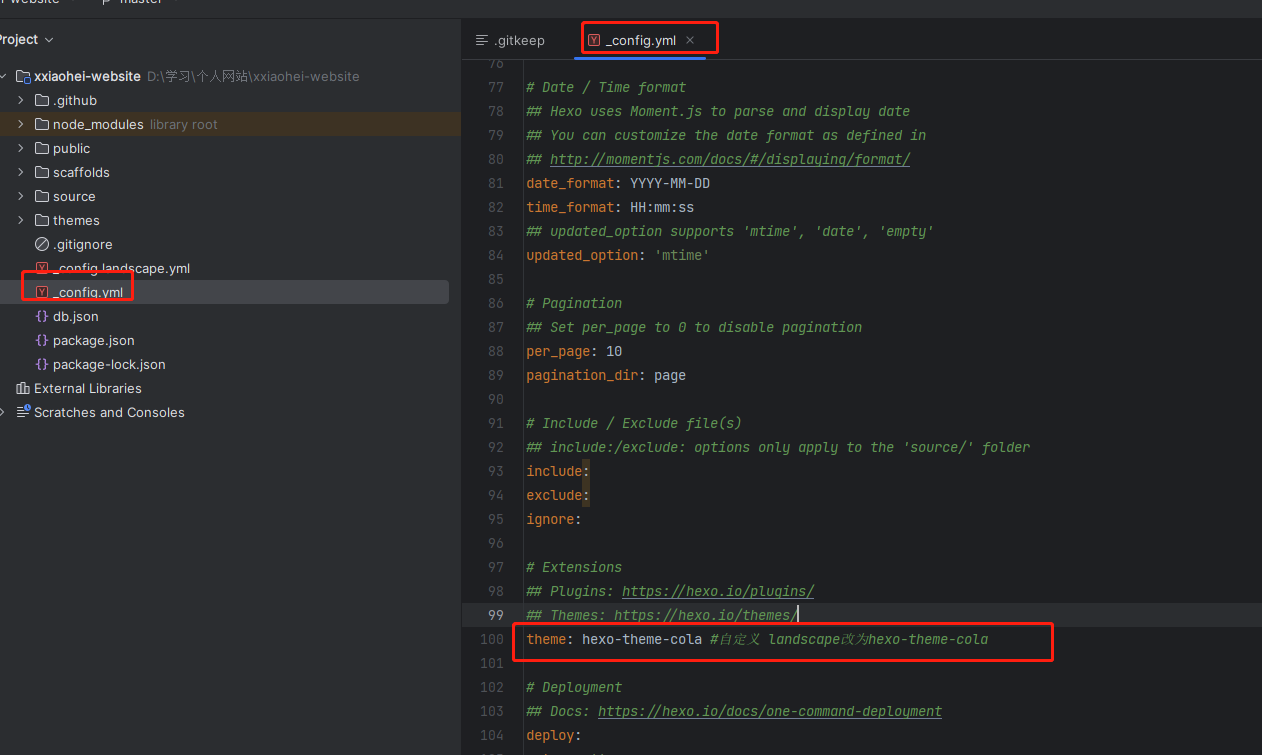 master
Project
xxiaohei-website D:\学习\个人网站\xxiaohei-website
.github
node_modules library root
public
scaffolds
source
themes
.gitignore
_config.landscape.yml
_config.yml
db.json
package.json
package-lock.json
External Libraries
Scratches and Consoles
.gitkeep
_config.yml
76
77 # Date / Time format
78 ## Hexo uses Moment.js to parse and display date
79 ## You can customize the date format as defined in
80 ## http://momentjs.com/docs/#/displaying/format/
81 date_format: YYYY-MM-DD
82 time_format: HH:mm:ss
83 ## updated_option supports 'mtime', 'date', 'empty'
84 updated_option: 'mtime'
85
86 # Pagination
87 ## Set per_page to 0 to disable pagination
88 per_page: 10
89 pagination_dir: page
90
91 # Include / Exclude file(s)
92 ## include:/exclude: options only apply to the 'source/' folder
93 include:
94 exclude:
95 ignore:
96
97 # Extensions
98 ## Plugins: https://hexo.io/plugins/
99 ## Themes: https://hexo.io/themes/
100 theme: hexo-theme-cola #自定义 landscape改为hexo-theme-cola
101
102 # Deployment
103 ## Docs: https://hexo.io/docs/one-command-deployment
104 deploy: